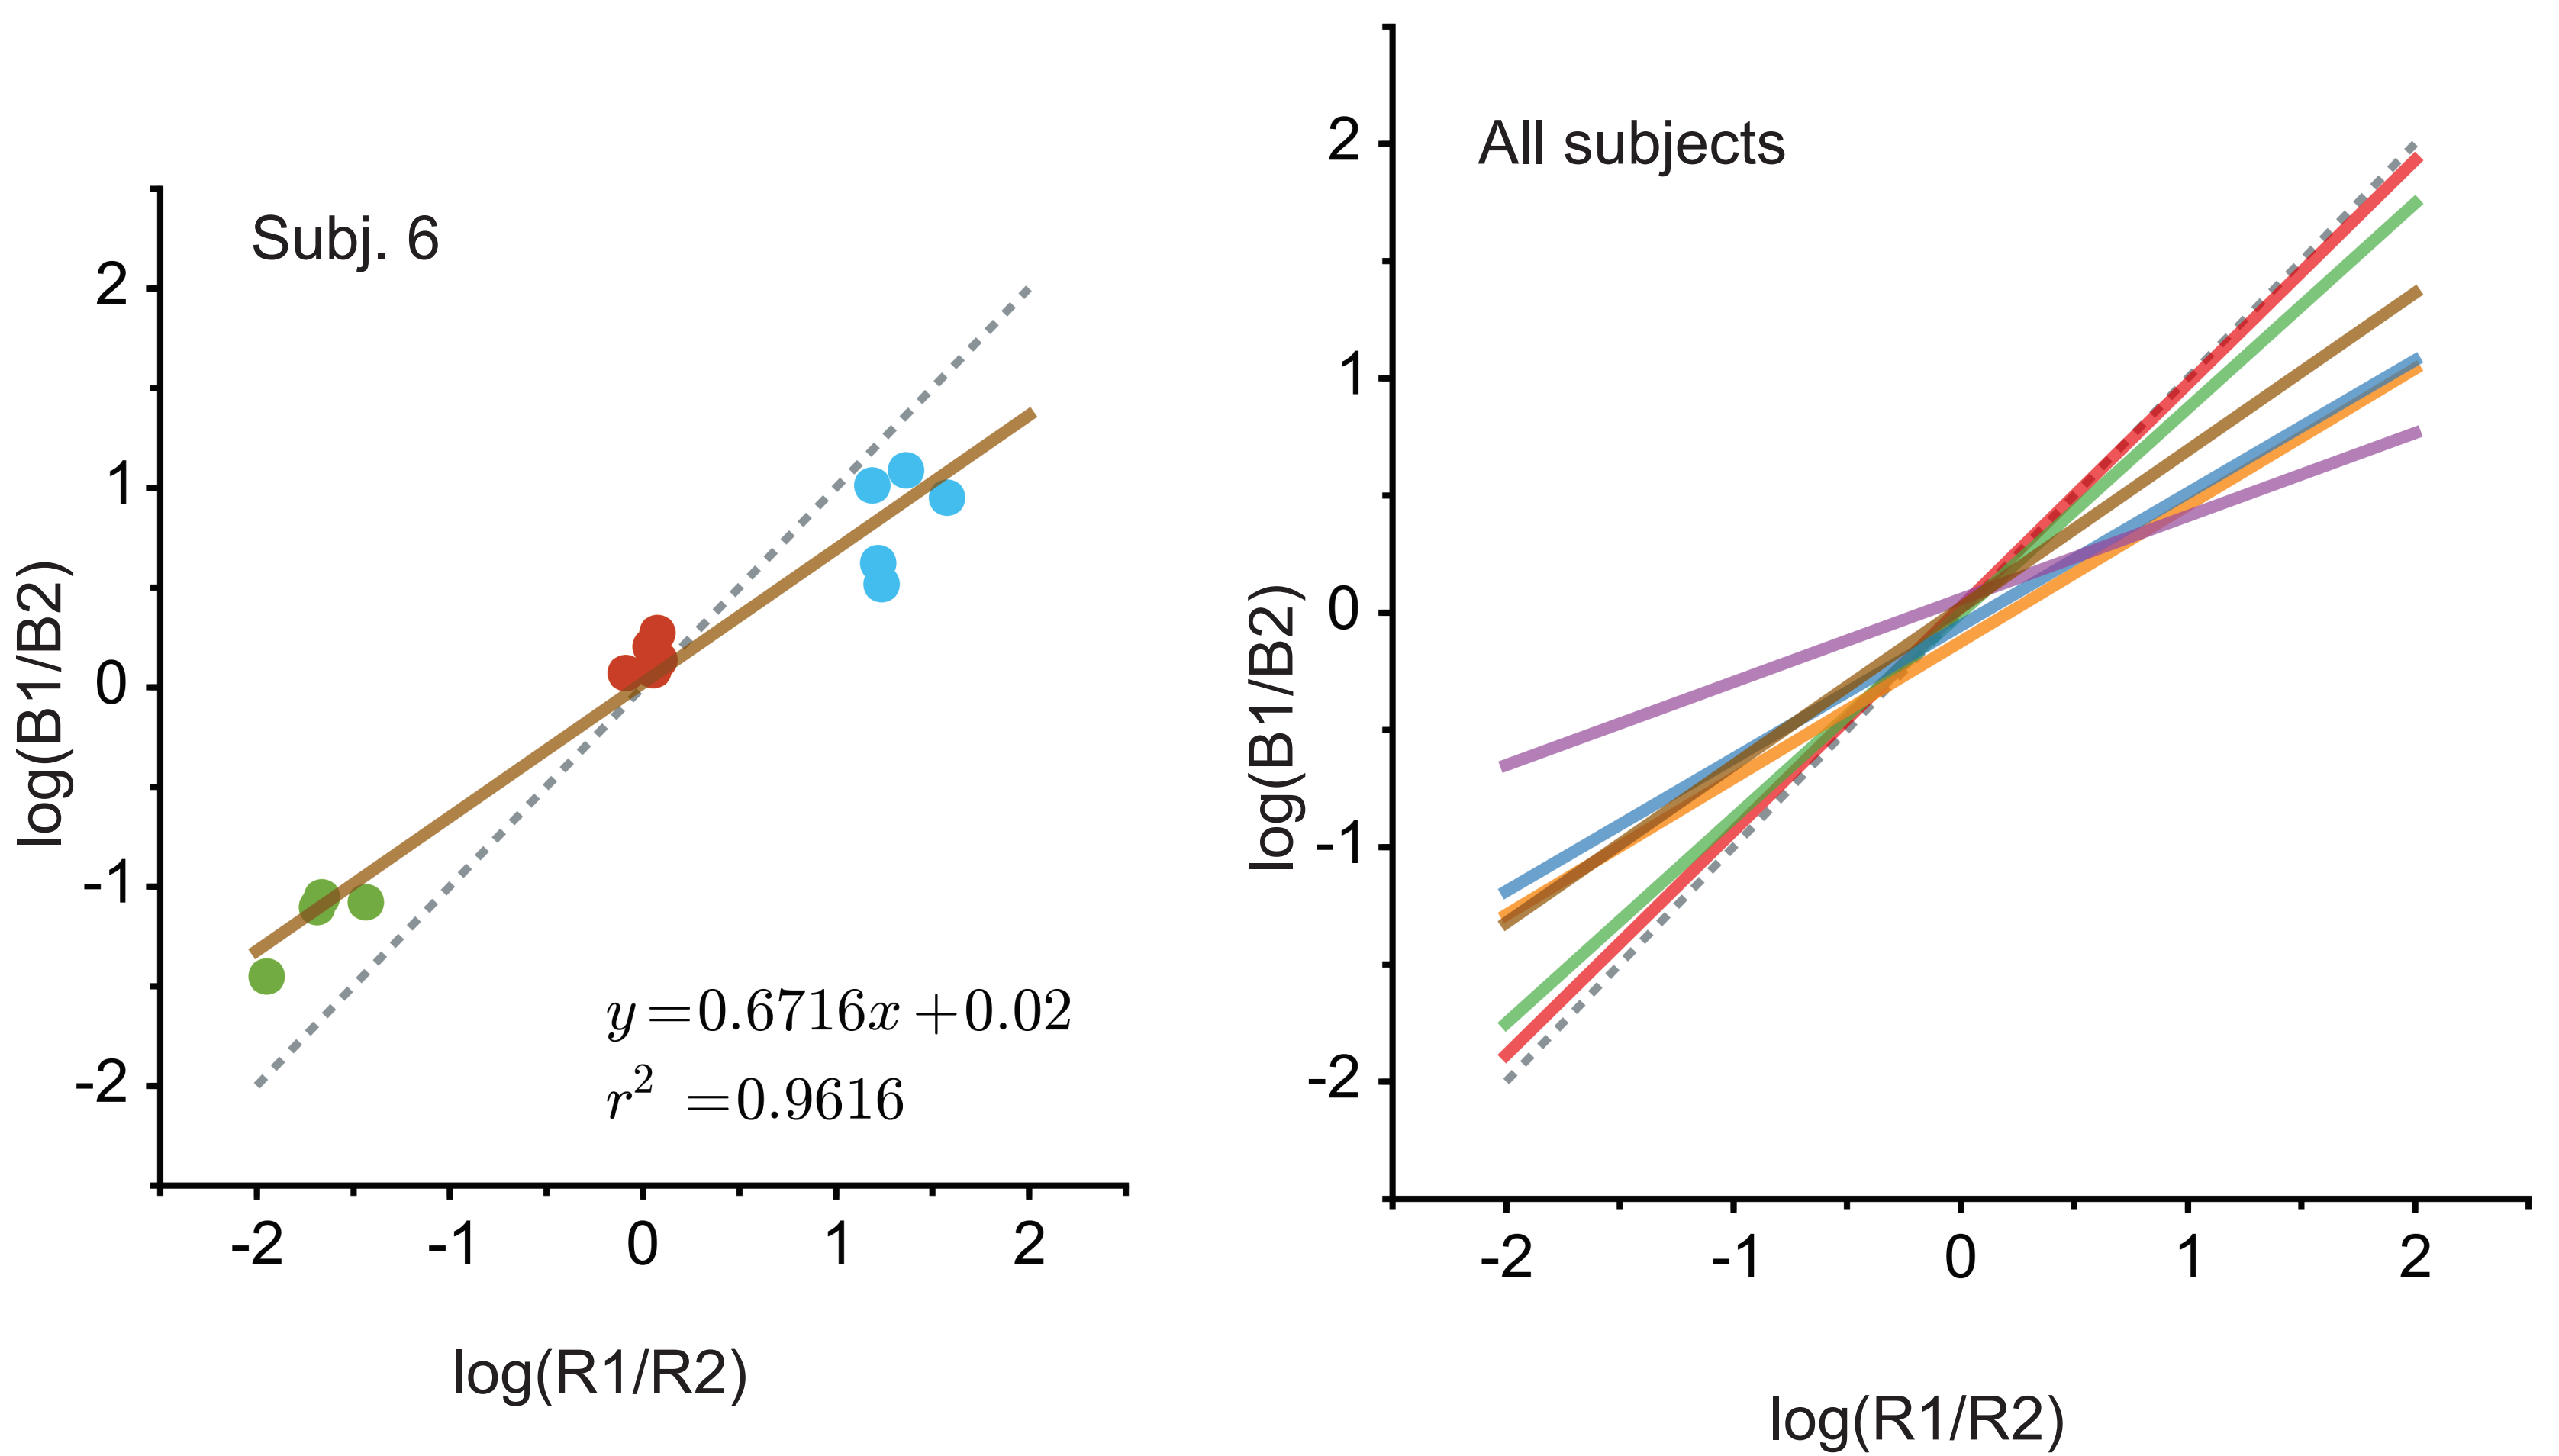 Subj. 6
2
1
0
-1
-2
log(B1/B2)
y=0.6716x+0.02
r² =0.9616
-2 -1 0 1 2
log(R1/R2)
All subjects
2
1
0
-1
-2
log(B1/B2)
-2 -1 0 1 2
log(R1/R2)